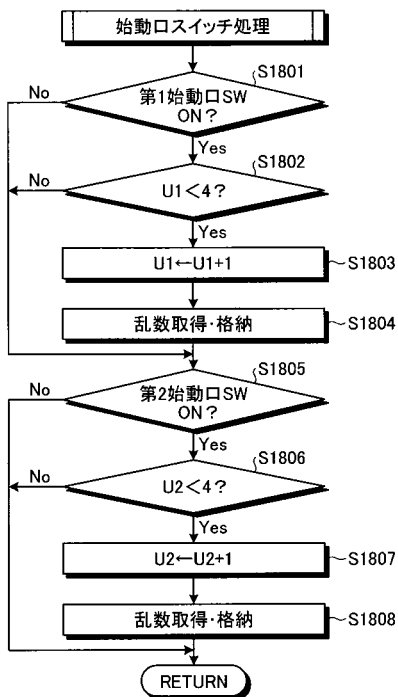 始動口スイッチ処理
S1801
No
第1始動口SW
ON?
Yes
S1802
No
U1<4?
Yes
U1←U1+1
S1803
乱数取得・格納
S1804
S1805
No
第2始動口SW
ON?
Yes
S1806
No
U2<4?
Yes
U2←U2+1
S1807
乱数取得・格納
S1808
RETURN